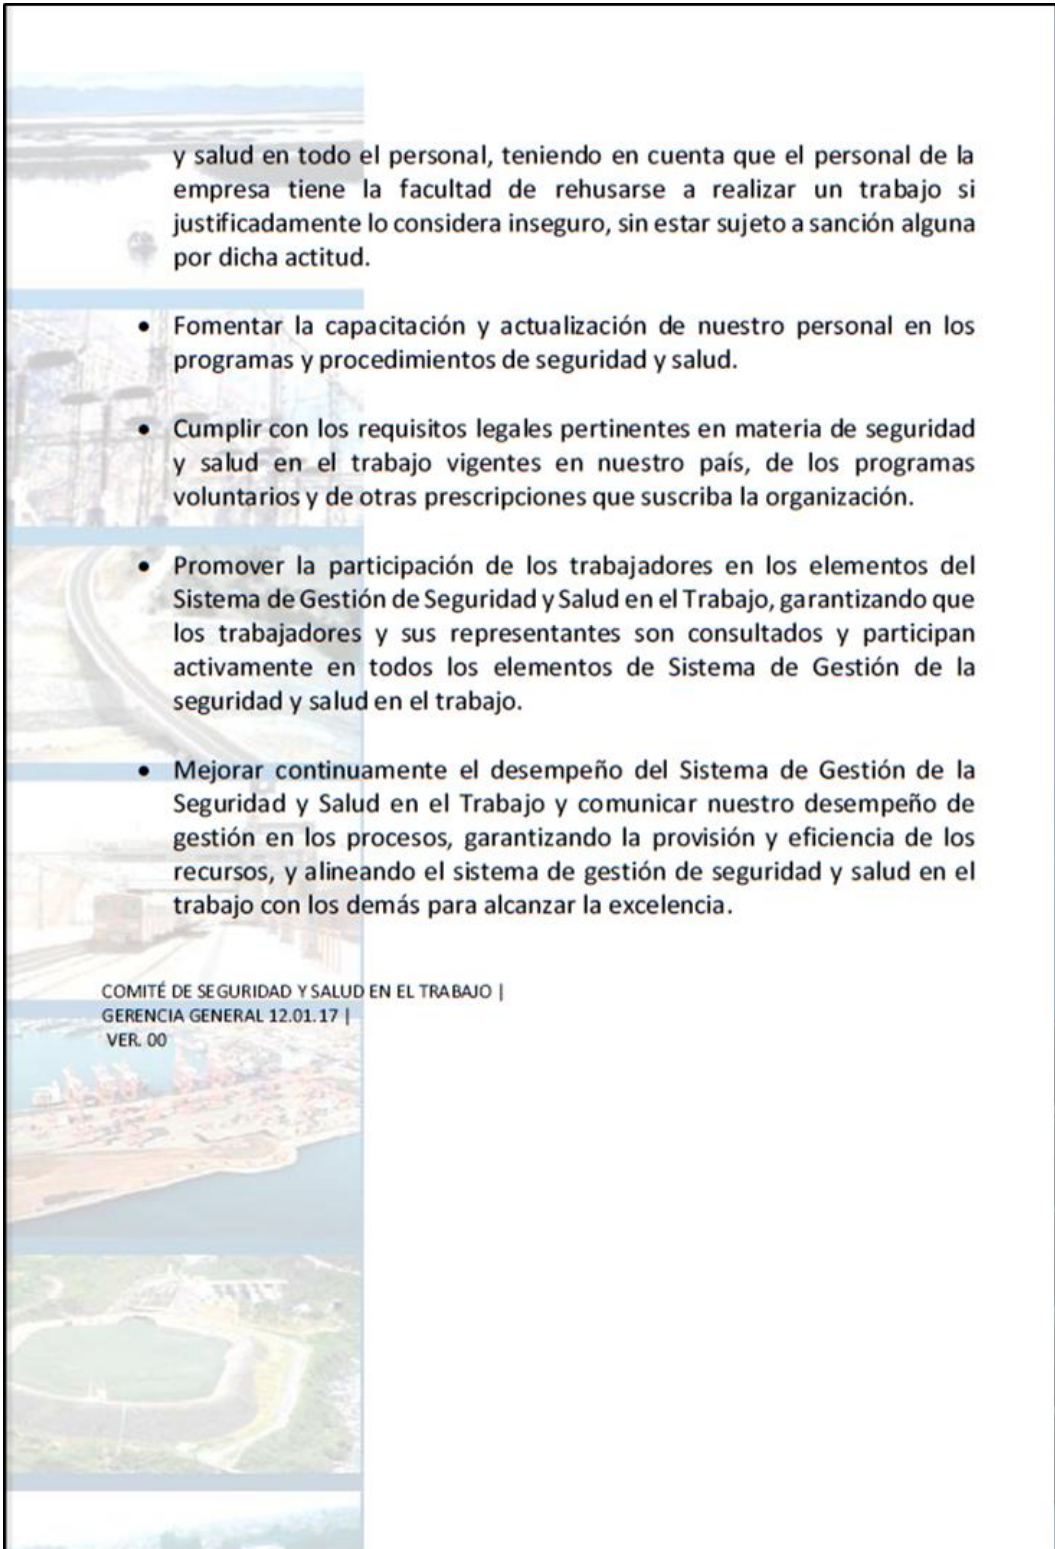 y salud en todo el personal, teniendo en cuenta que el personal de la
empresa tiene la facultad de rehusarse a realizar un trabajo si
justificadamente lo considera inseguro, sin estar sujeto a sanción alguna
por dicha actitud.
• Fomentar la capacitación y actualización de nuestro personal en los
programas y procedimientos de seguridad y salud.
• Cumplir con los requisitos legales pertinentes en materia de seguridad
y salud en el trabajo vigentes en nuestro país, de los programas
voluntarios y de otras prescripciones que suscriba la organización.
• Promover la participación de los trabajadores en los elementos del
Sistema de Gestión de Seguridad y Salud en el Trabajo, garantizando que
los trabajadores y sus representantes son consultados y participan
activamente en todos los elementos de Sistema de Gestión de la
seguridad y salud en el trabajo.
• Mejorar continuamente el desempeño del Sistema de Gestión de la
Seguridad y Salud en el Trabajo y comunicar nuestro desempeño de
gestión en los procesos, garantizando la provisión y eficiencia de los
recursos, y alineando el sistema de gestión de seguridad y salud en el
trabajo con los demás para alcanzar la excelencia.
COMITÉ DE SEGURIDAD Y SALUD EN EL TRABAJO |
GERENCIA GENERAL 12.01.17 |
VER. 00